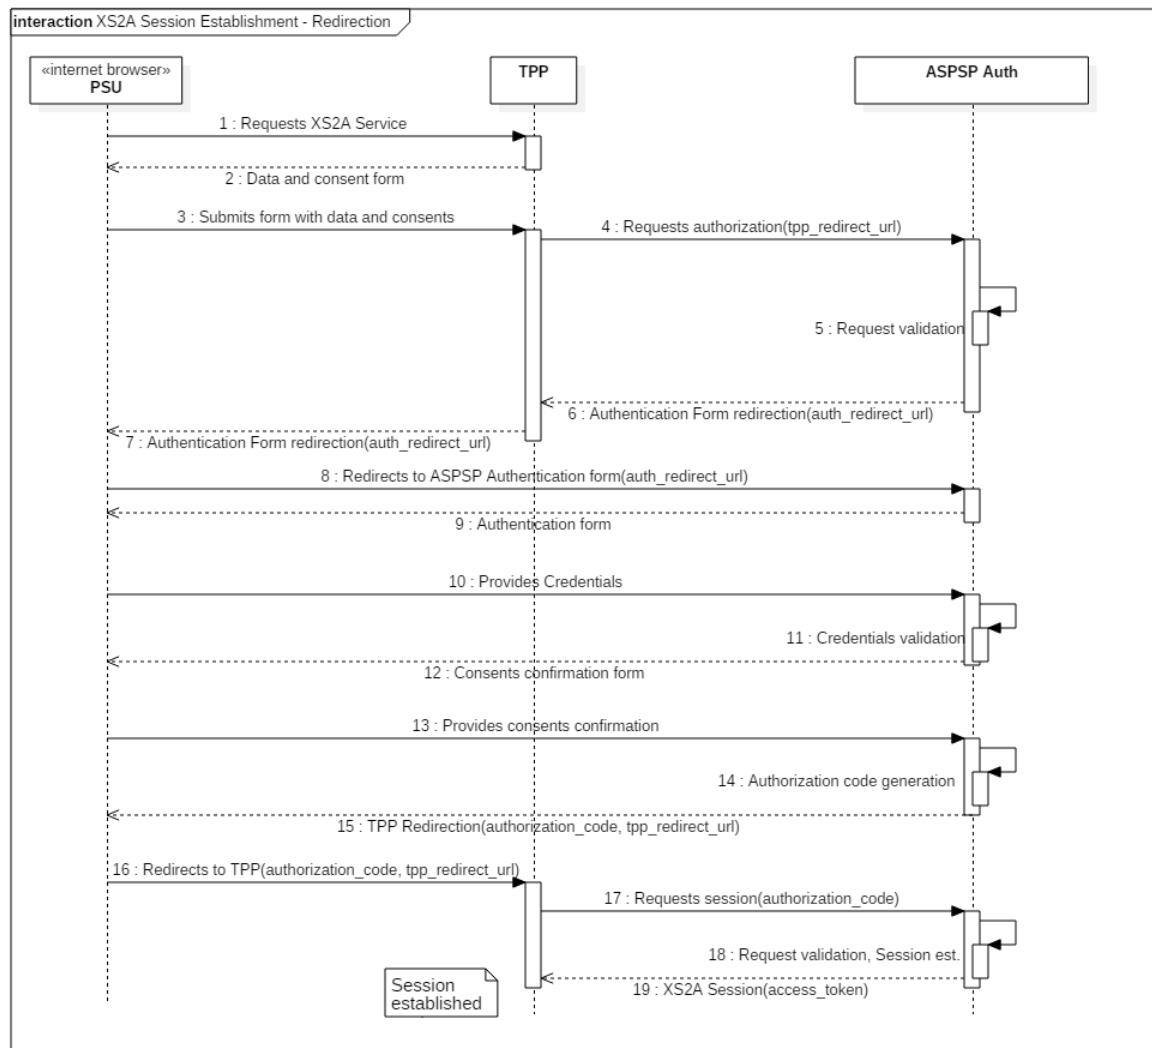 interaction XS2A Session Establishment - Redirection
«internet browser»
PSU
TPP
ASPSP Auth
1 : Requests XS2A Service
2 : Data and consent form
3 : Submits form with data and consents
4 : Requests authorization(tpp_redirect_url)
5 : Request validation
6 : Authentication Form redirection(auth_redirect_url)
7 : Authentication Form redirection(auth_redirect_url)
8 : Redirects to ASPSP Authentication form(auth_redirect_url)
9 : Authentication form
10 : Provides Credentials
11 : Credentials validation
12 : Consents confirmation form
13 : Provides consents confirmation
14 : Authorization code generation
15 : TPP Redirection(authorization_code, tpp_redirect_url)
16 : Redirects to TPP(authorization_code, tpp_redirect_url)
17 : Requests session(authorization_code)
18 : Request validation, Session est.
19 : XS2A Session(access_token)
Session
established